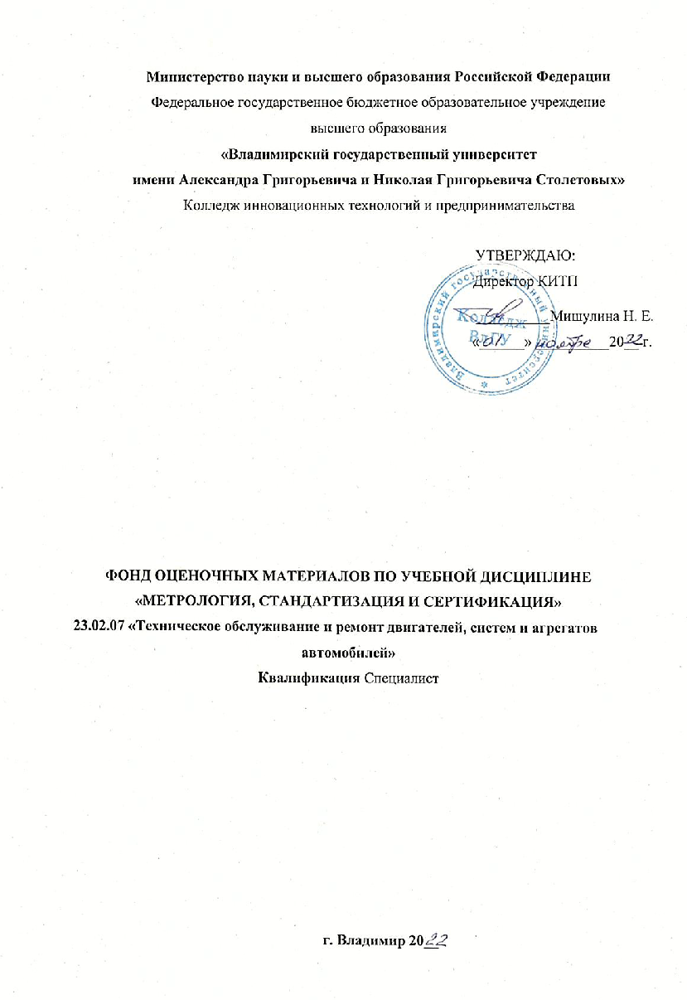 Министерство науки и высшего образования Российской Федерации
Федеральное государственное бюджетное образовательное учреждение
высшего образования
«Владимирский государственный университет
имени Александра Григорьевича и Николая Григорьевича Столетовых»
Колледж инновационных технологий и предпринимательства
УТВЕРЖДАЮ:
Директор КИТП
Мишулина Н. Е.
«01» ноября 2022 г.
Владимирский государственный университет
Колледж
ВлГУ
ФОНД ОЦЕНОЧНЫХ МАТЕРИАЛОВ ПО УЧЕБНОЙ ДИСЦИПЛИНЕ
«МЕТРОЛОГИЯ, СТАНДАРТИЗАЦИЯ И СЕРТИФИКАЦИЯ»
23.02.07 «Техническое обслуживание и ремонт двигателей, систем и агрегатов
автомобилей»
Квалификация Специалист
г. Владимир 2022